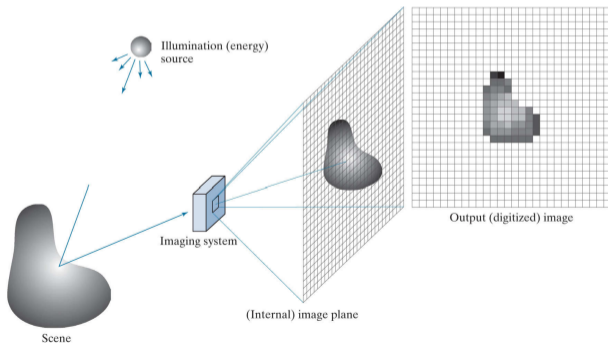 Illumination (energy)
source
Imaging system
Output (digitized) image
(Internal) image plane
Scene